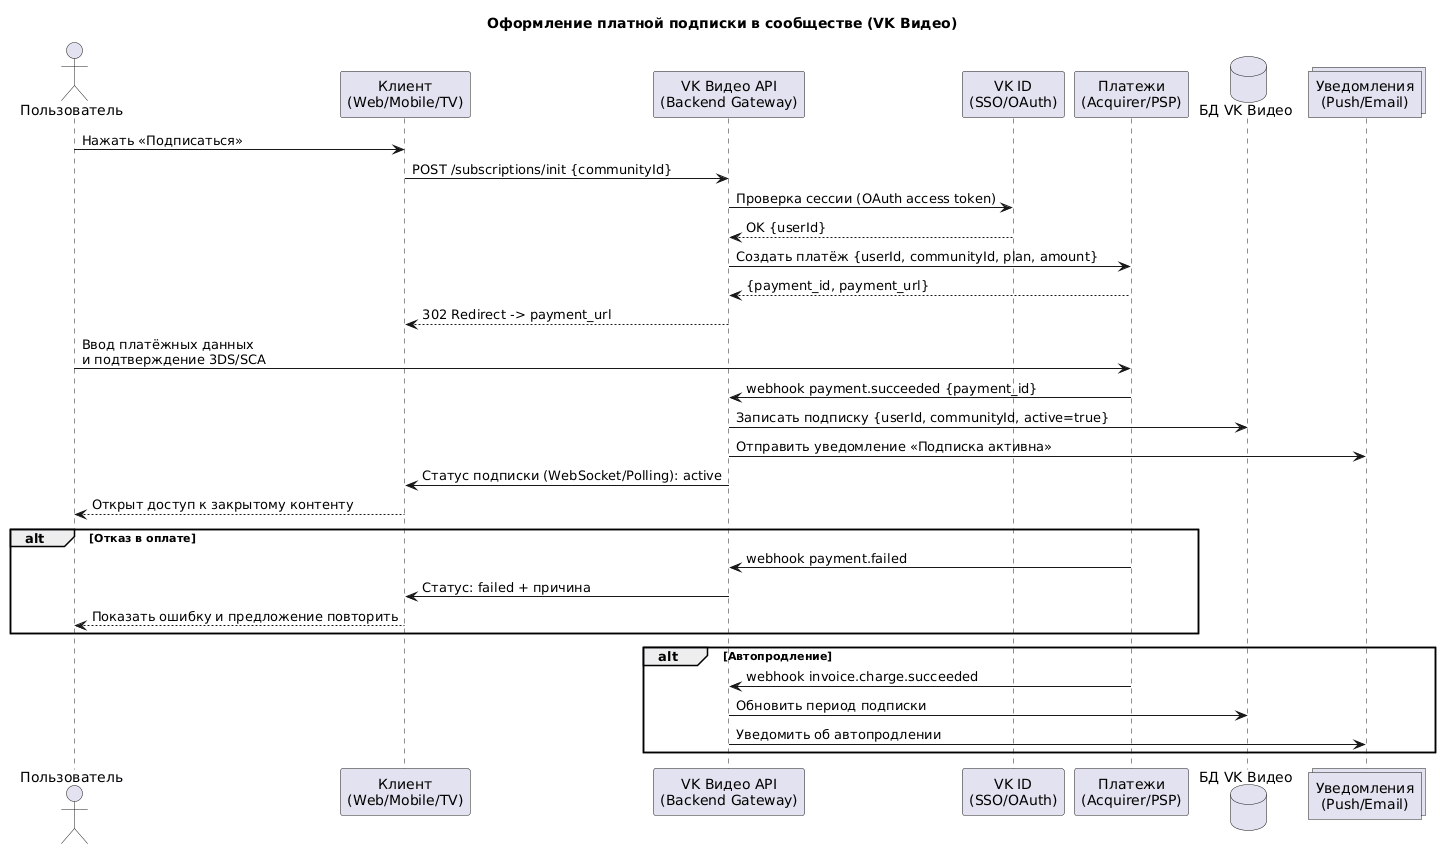 Оформление платной подписки в сообществе (VK Видео)
Пользователь
Клиент
(Web/Mobile/TV)
VK Видео API
(Backend Gateway)
VK ID
(SSO/OAuth)
Платежи
(Acquirer/PSP)
БД VK Видео
Уведомления
(Push/Email)
Нажать «Подписаться»
POST /subscriptions/init {communityId}
Проверка сессии (OAuth access token)
OK {userId}
Создать платёж {userId, communityId, plan, amount}
{payment_id, payment_url}
302 Redirect -> payment_url
Ввод платёжных данных
и подтверждение 3DS/SCA
webhook payment.succeeded {payment_id}
Записать подписку {userId, communityId, active=true}
Отправить уведомление «Подписка активна»
Статус подписки (WebSocket/Polling): active
Открыт доступ к закрытому контенту
alt [Отказ в оплате]
webhook payment.failed
Статус: failed + причина
Показать ошибку и предложение повторить
alt [Автопродление]
webhook invoice.charge.succeeded
Обновить период подписки
Уведомить об автопродлении
Пользователь
Клиент
(Web/Mobile/TV)
VK Видео API
(Backend Gateway)
VK ID
(SSO/OAuth)
Платежи
(Acquirer/PSP)
БД VK Видео
Уведомления
(Push/Email)